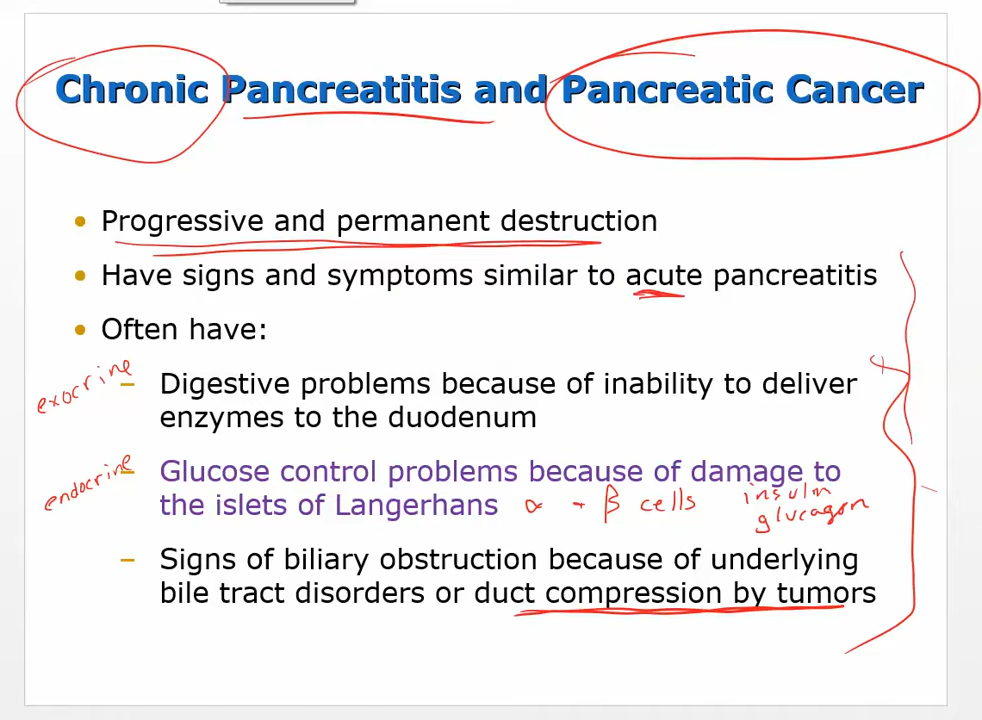 Chronic Pancreatitis and Pancreatic Cancer
• Progressive and permanent destruction
• Have signs and symptoms similar to acute pancreatitis
• Often have:
exocrine
– Digestive problems because of inability to deliver
enzymes to the duodenum
endocrine
– Glucose control problems because of damage to
the islets of Langerhans α + β cells insulin
glucagon
– Signs of biliary obstruction because of underlying
bile tract disorders or duct compression by tumors